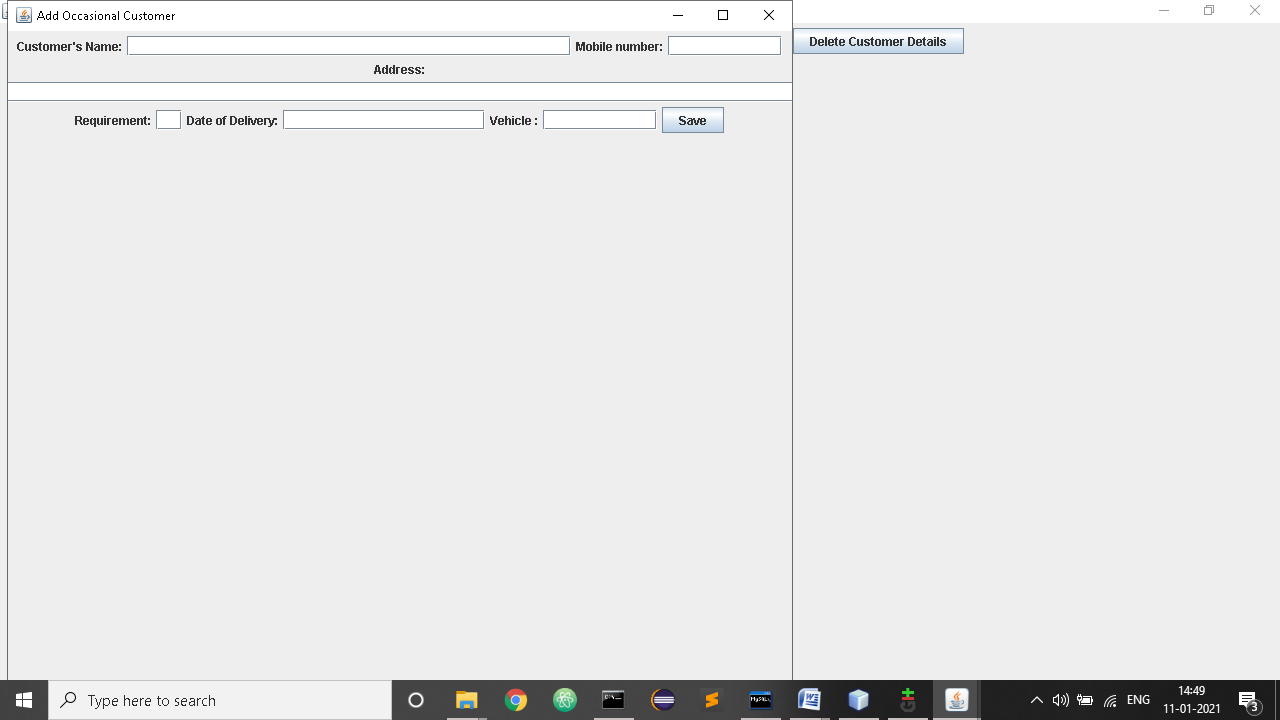 Add Occasional Customer
Customer's Name: Mobile number:
Delete Customer Details
Address:
Requirement: Date of Delivery: Vehicle : Save
Type here to search
ENG
14:49
11-01-2021
3